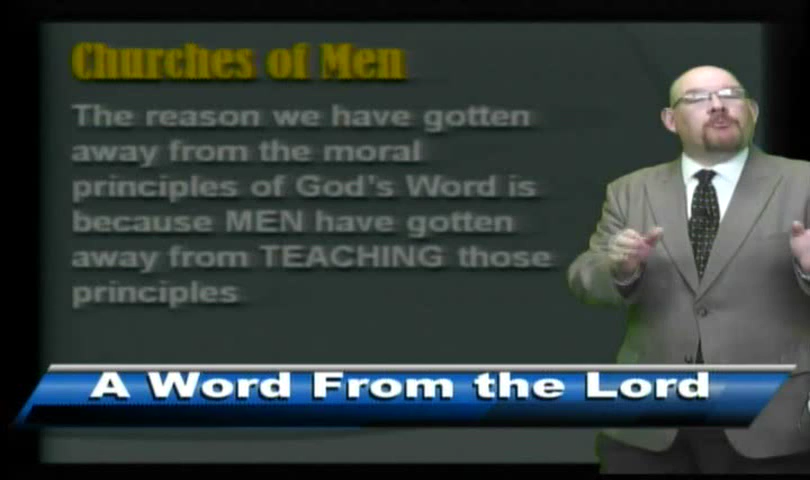 Churches of Men
The reason we have gotten
away from the moral
principles of God's Word is
because MEN have gotten
away from TEACHING those
principles
A Word From the Lord